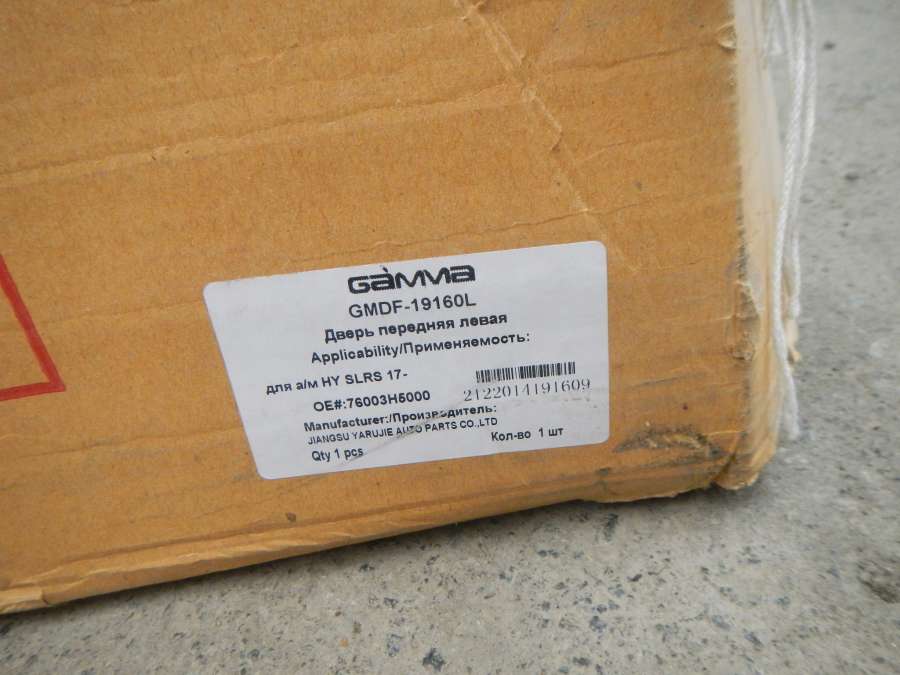 GAMMA
GMDF-19160L
Дверь передняя левая
Applicability/Применяемость:
для а/м HY SLRS 17-
OE#:76003H5000
2122014191609
Manufacturer:/Производитель:
JIANGSU YARUJIE AUTO PARTS CO.,LTD
Qty 1 pcs
Кол-во 1 шт